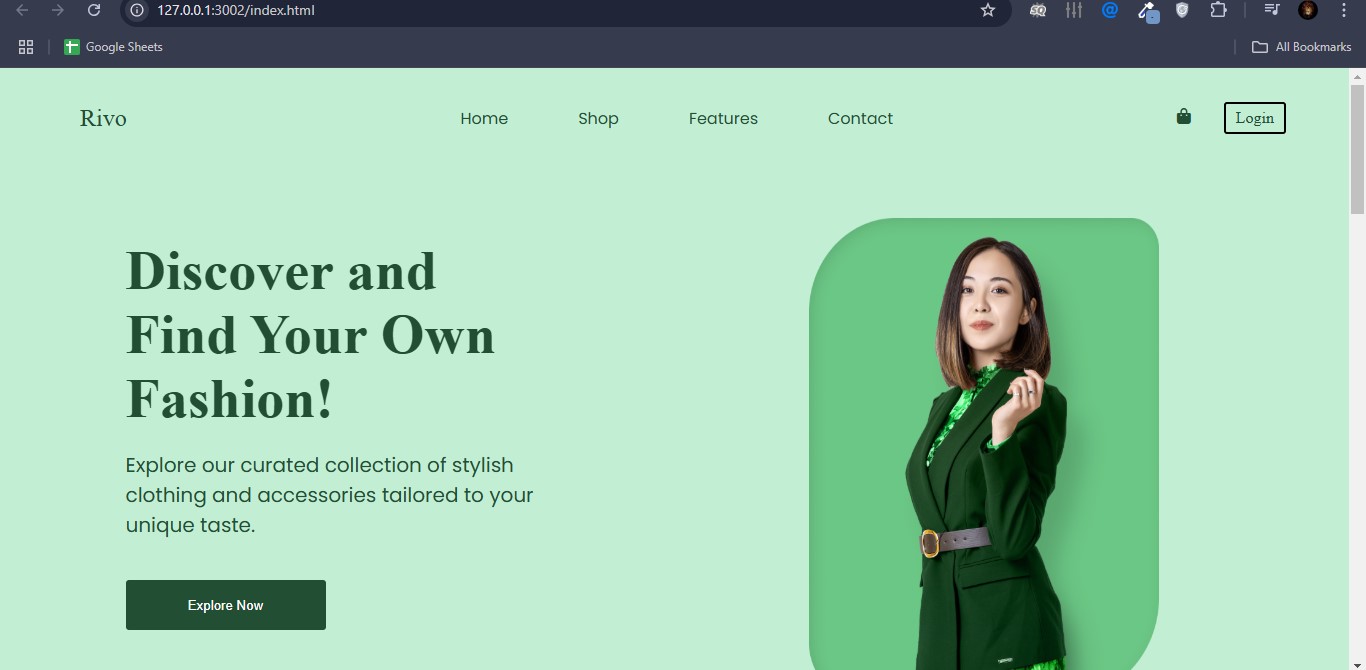 127.0.0.1:3002/index.html
Google Sheets
All Bookmarks
Rivo
Home
Shop
Features
Contact
Login
Discover and
Find Your Own
Fashion!
Explore our curated collection of stylish
clothing and accessories tailored to your
unique taste.
Explore Now